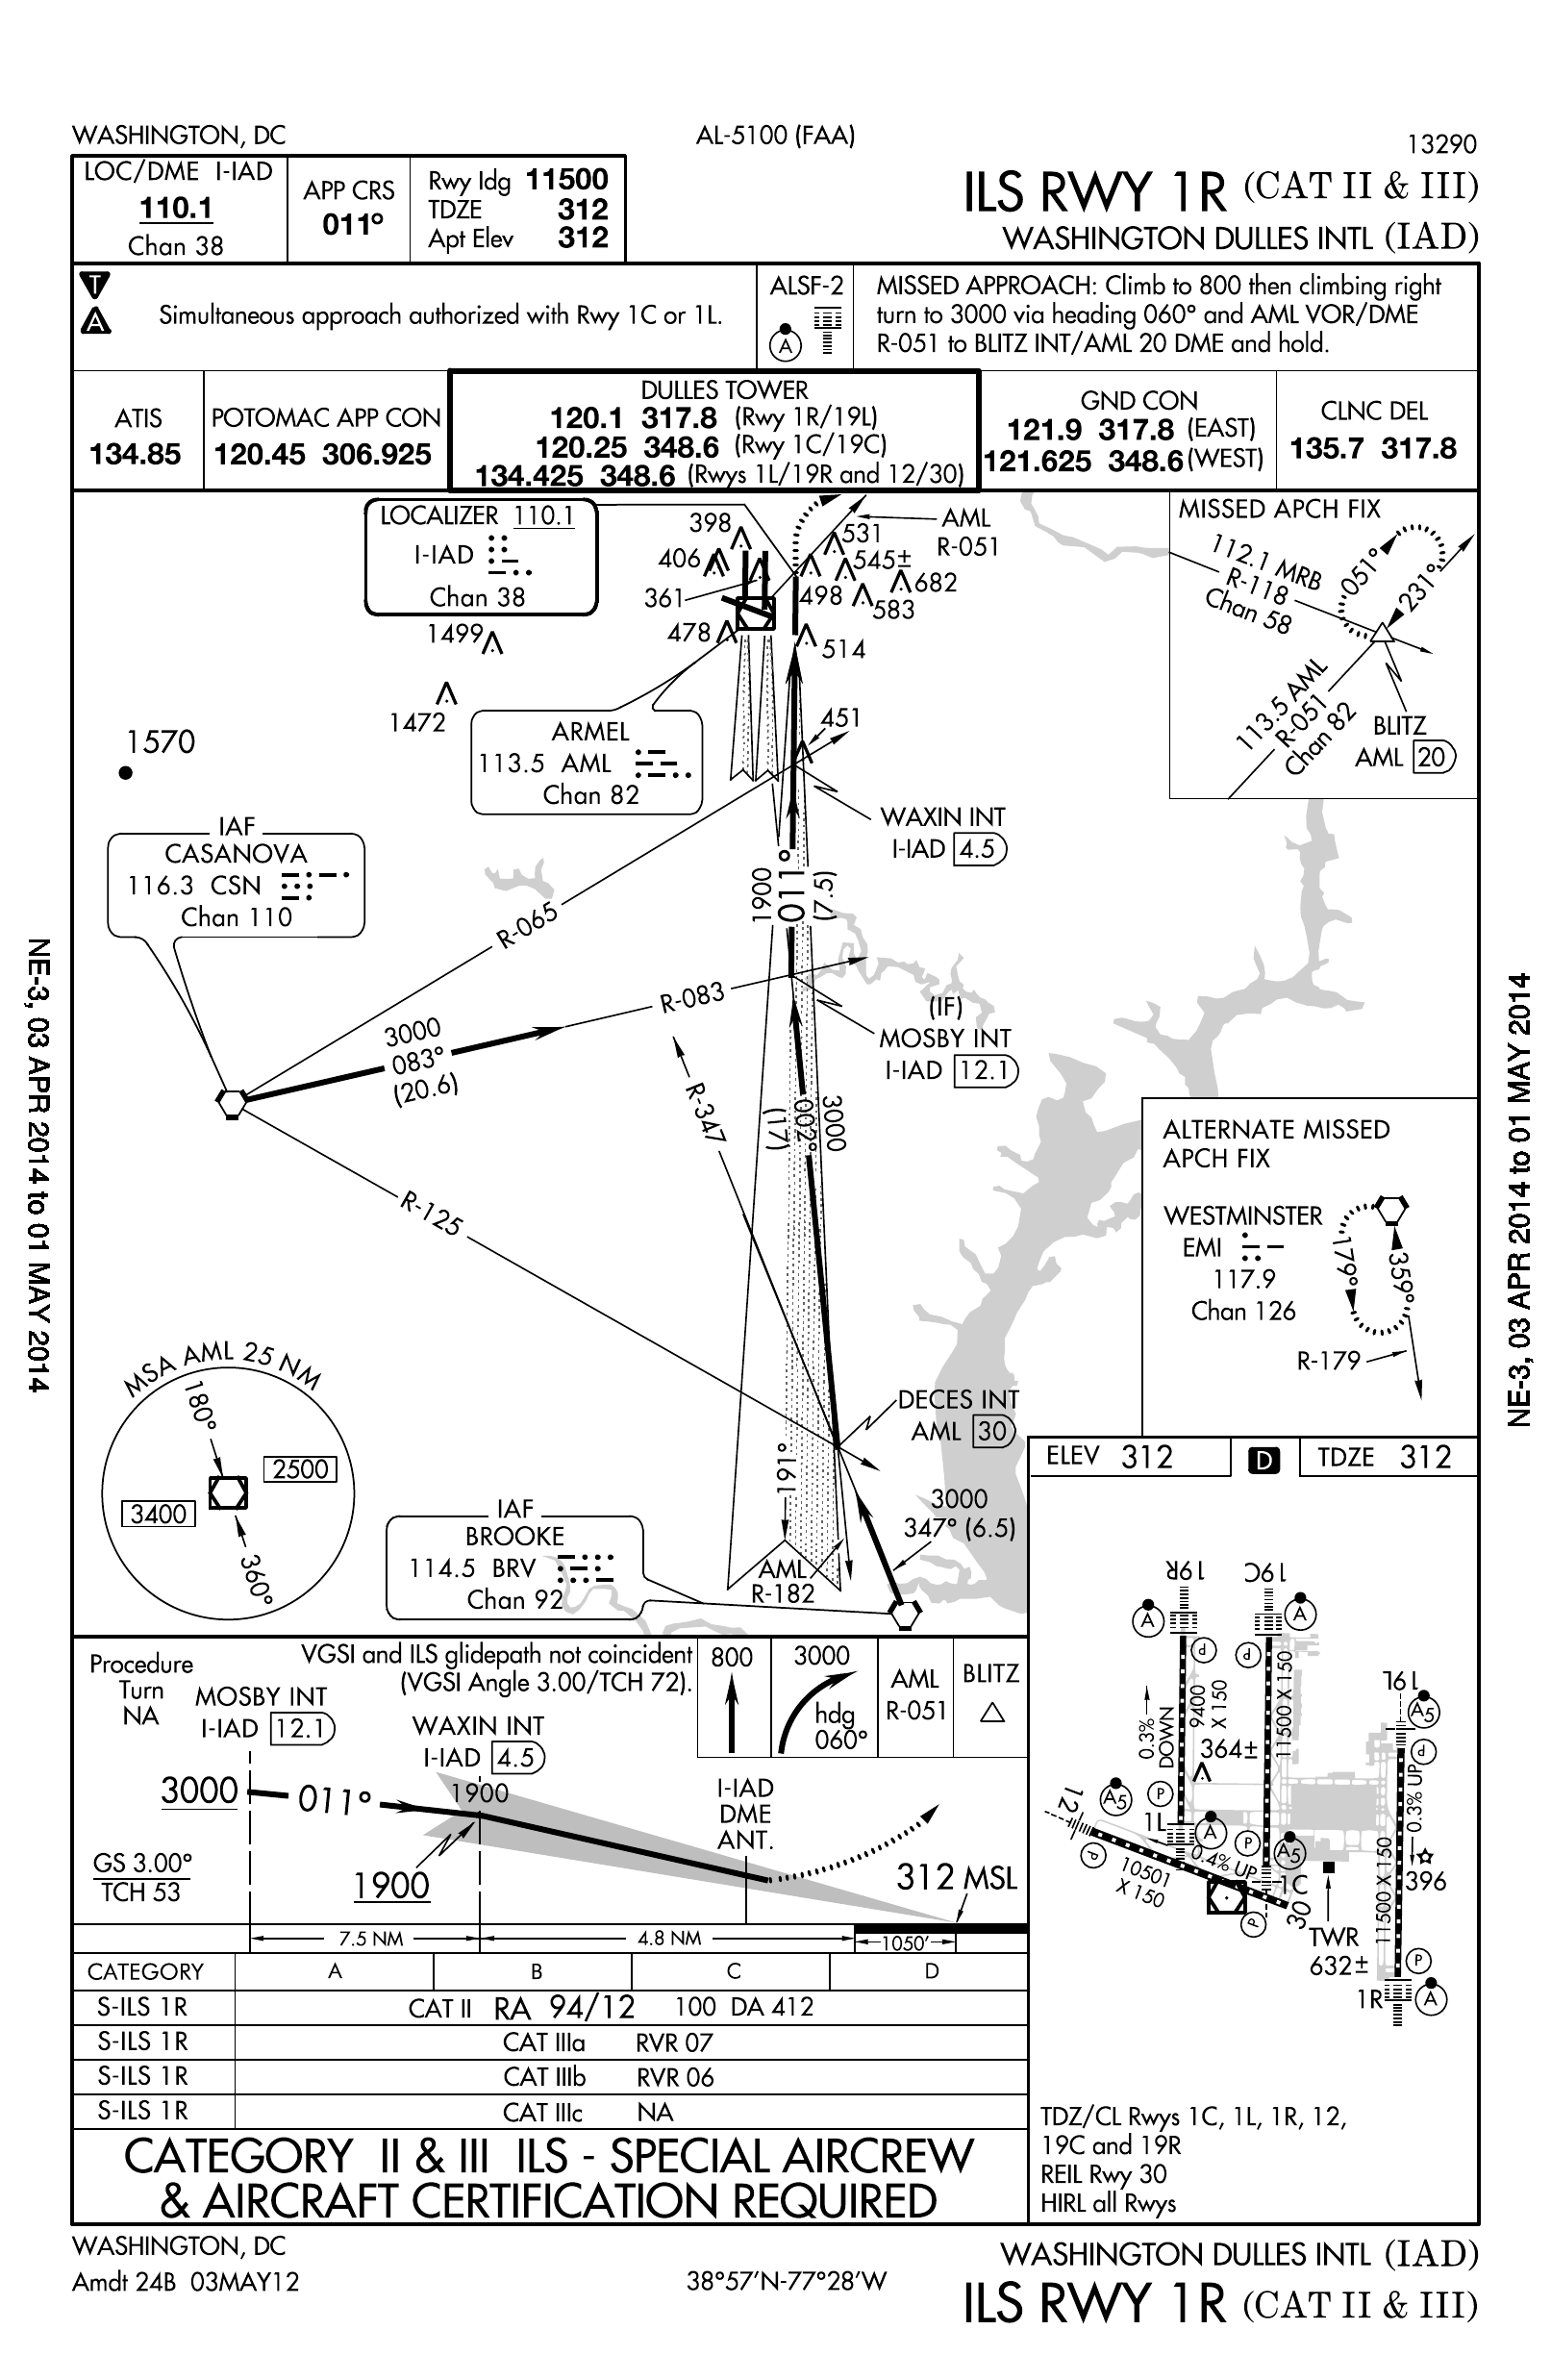 WASHINGTON, DC
AL-5100 (FAA)
13290
LOC/DME I-IAD
110.1
Chan 38
APP CRS
011°
Rwy Idg 11500
TDZE 312
Apt Elev 312
ILS RWY 1R (CAT II & III)
WASHINGTON DULLES INTL (IAD)
T
A
Simultaneous approach authorized with Rwy 1C or 1L.
ALSF-2
A
MISSED APPROACH: Climb to 800 then climbing right
turn to 3000 via heading 060° and AML VOR/DME
R-051 to BLITZ INT/AML 20 DME and hold.
ATIS
134.85
POTOMAC APP CON
120.45 306.925
DULLES TOWER
120.1 317.8 (Rwy 1R/19L)
120.25 348.6 (Rwy 1C/19C)
134.425 348.6 (Rwys 1L/19R and 12/30)
GND CON
121.9 317.8 (EAST)
121.625 348.6 (WEST)
CLNC DEL
135.7 317.8
LOCALIZER 110.1
I-IAD
Chan 38
398
406
361
478
531
545±
682
498
583
514
451
AML
R-051
1499
1472
1570
MISSED APCH FIX
112.1 MRB
R-118
Chan 58
051°
231°
113.5 AML
R-051
Chan 82
BLITZ
AML 20
ARMEL
113.5 AML
Chan 82
WAXIN INT
I-IAD 4.5
IAF
CASANOVA
116.3 CSN
Chan 110
R-065
1900
011°
(7.5)
R-083
3000
083°
(20.6)
(IF)
MOSBY INT
I-IAD 12.1
R-347
(17)
002°
3000
R-125
ALTERNATE MISSED
APCH FIX
WESTMINSTER
EMI
117.9
Chan 126
179°
359°
R-179
MSA AML 25 NM
180°
2500
3400
360°
DECES INT
AML 30
191°
3000
347° (6.5)
AML
R-182
IAF
BROOKE
114.5 BRV
Chan 92
ELEV 312
D
TDZE 312
19R
19C
19L
A
A
A5
P
P
P
0.3%
DOWN
9400
X 150
11500 X 150
364±
0.3% UP
12
A5
P
1L
A
P
A5
0.4% UP
10501
X 150
1C
30
P
P
TWR
632±
396
11500 X 150
P
1R
A
TDZ/CL Rwys 1C, 1L, 1R, 12,
19C and 19R
REIL Rwy 30
HIRL all Rwys
Procedure
Turn
NA
VGSI and ILS glidepath not coincident
(VGSI Angle 3.00/TCH 72).
MOSBY INT
I-IAD 12.1
WAXIN INT
I-IAD 4.5
800
3000
hdg
060°
AML
R-051
BLITZ
3000
011°
1900
1900
I-IAD
DME
ANT.
GS 3.00°
TCH 53
312 MSL
7.5 NM
4.8 NM
1050'
CATEGORY A B C D
S-ILS 1R CAT II RA 94/12 100 DA 412
S-ILS 1R CAT IIIa RVR 07
S-ILS 1R CAT IIIb RVR 06
S-ILS 1R CAT IIIc NA
CATEGORY II & III ILS - SPECIAL AIRCREW
& AIRCRAFT CERTIFICATION REQUIRED
WASHINGTON, DC
Amdt 24B 03MAY12
38°57'N-77°28'W
WASHINGTON DULLES INTL (IAD)
ILS RWY 1R (CAT II & III)
NE-3, 03 APR 2014 to 01 MAY 2014
NE-3, 03 APR 2014 to 01 MAY 2014